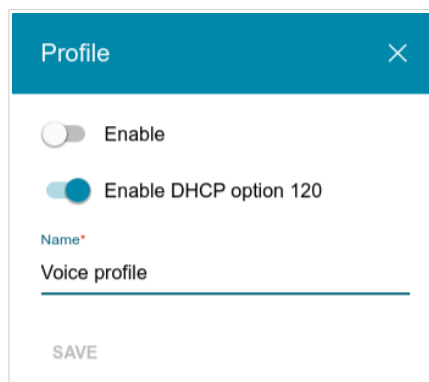 Profile
Enable
Enable DHCP option 120
Name*
Voice profile
SAVE